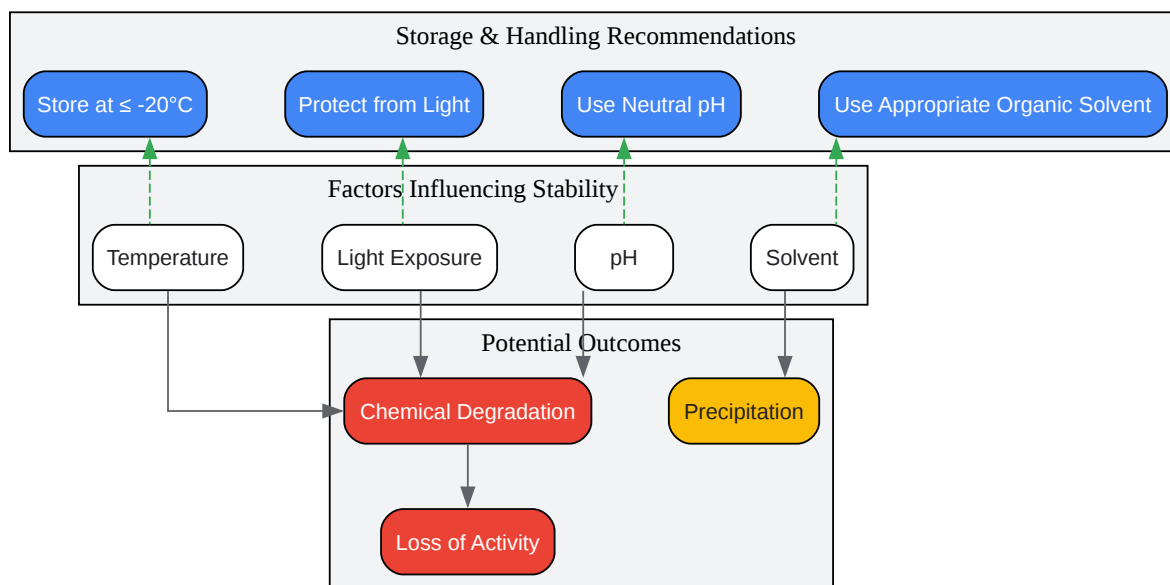 Storage & Handling Recommendations
Store at ≤ -20°C
Protect from Light
Use Neutral pH
Use Appropriate Organic Solvent
Factors Influencing Stability
Temperature
Light Exposure
pH
Solvent
Potential Outcomes
Chemical Degradation
Precipitation
Loss of Activity